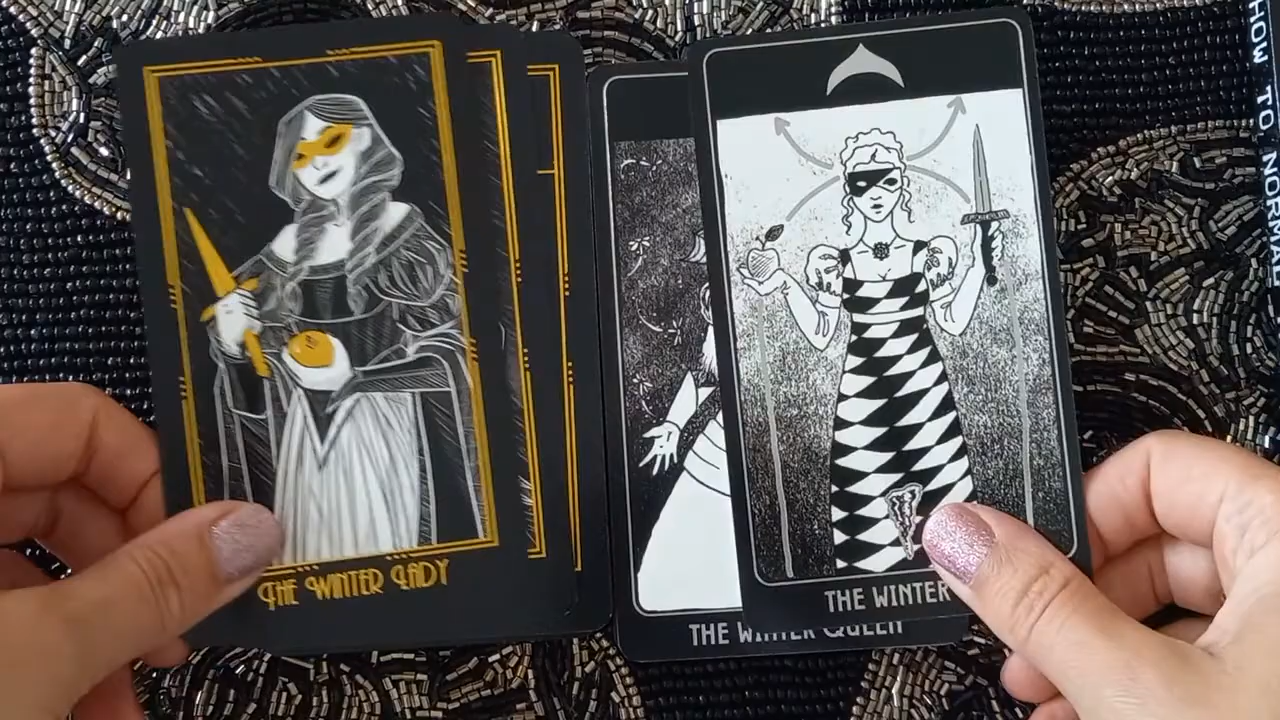 THE WINTER LADY
THE WINTER QUEEN
THE WINTER
HOW TO NORMAL